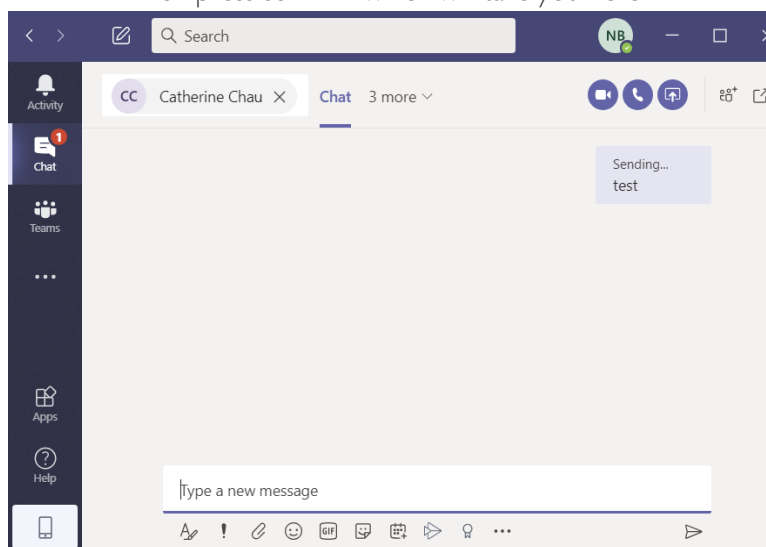 Search
NB
Activity
CC Catherine Chau Chat 3 more
1
Chat
Sending...
test
Teams
Apps
Help
Type a new message
GIF